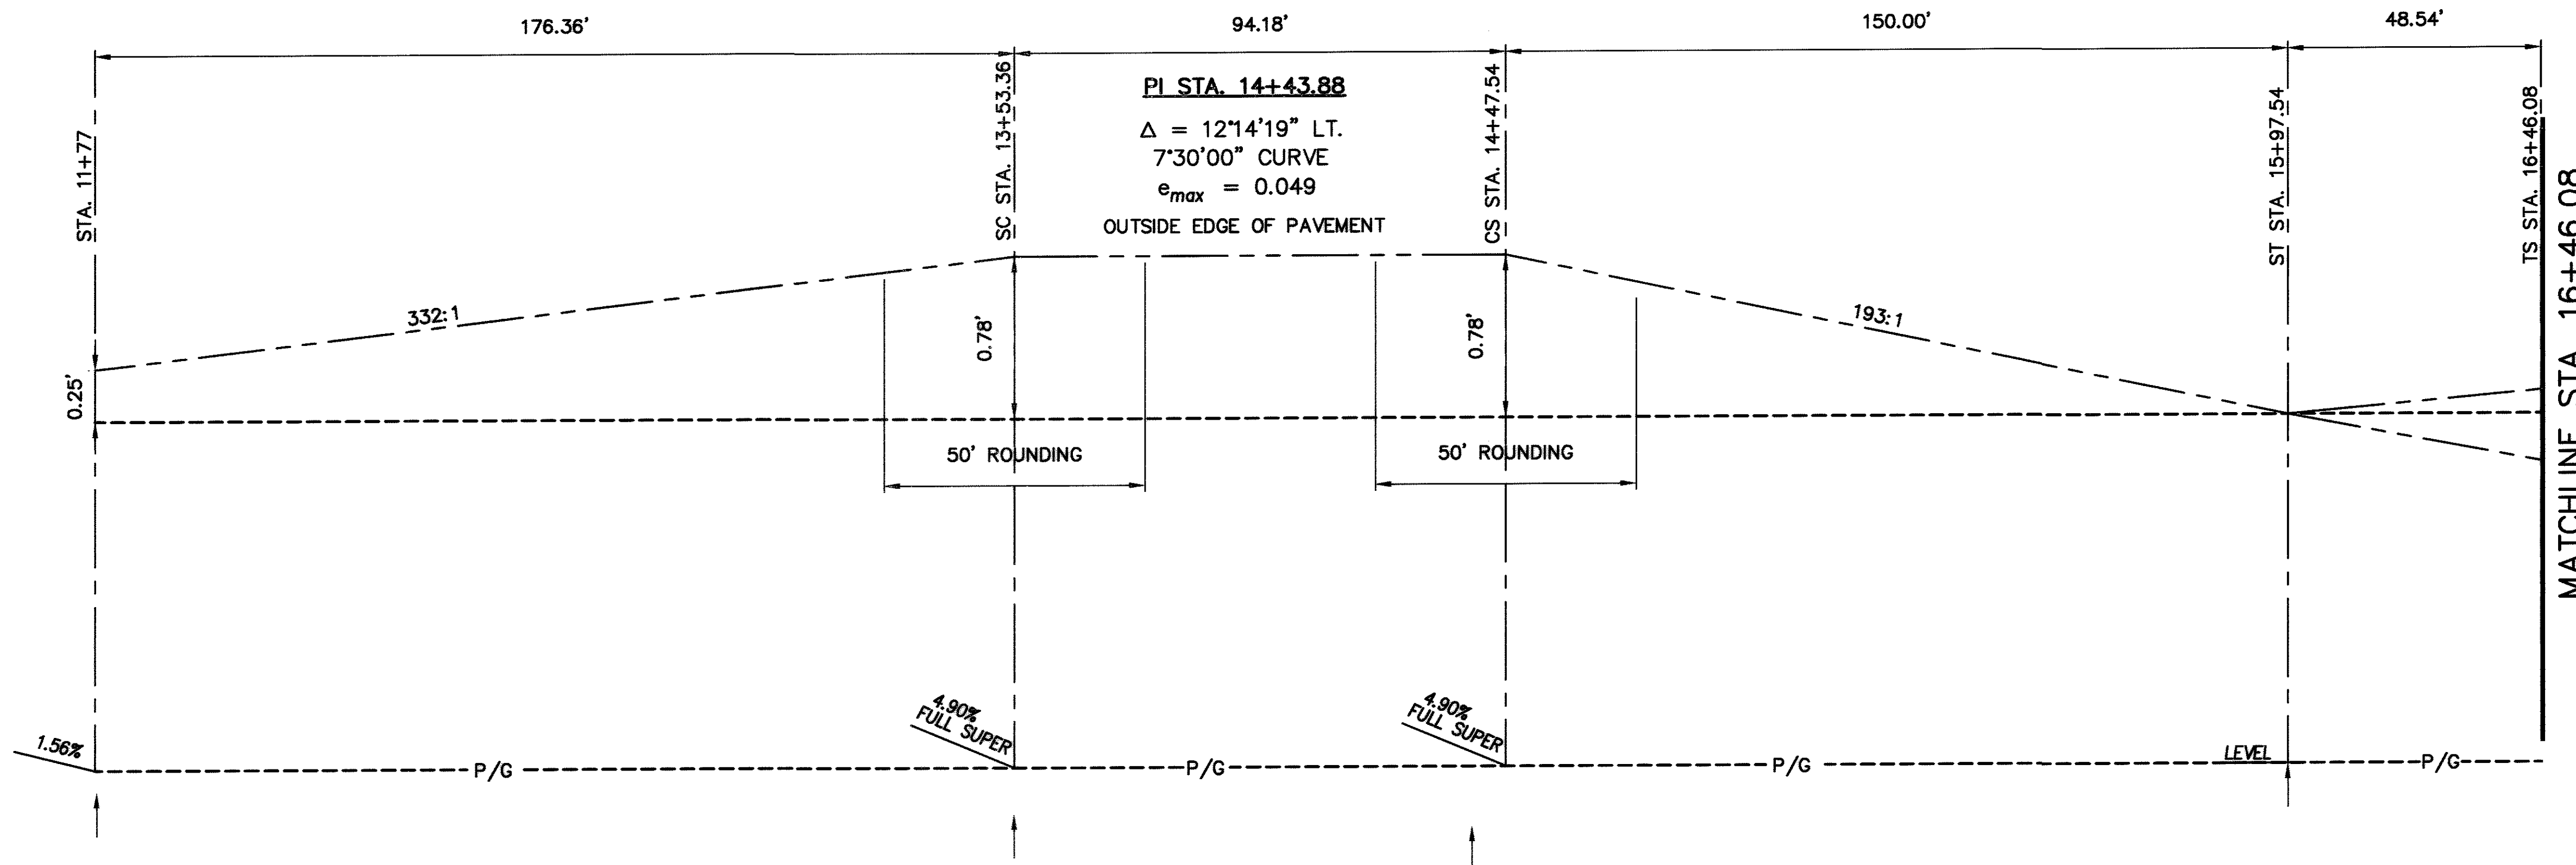 176.36'
94.18'
150.00'
48.54'
STA. 11+77
SC STA. 13+53.36
PI STA. 14+43.88
Δ = 12°14'19" LT.
7°30'00" CURVE
emax = 0.049
OUTSIDE EDGE OF PAVEMENT
CS STA. 14+47.54
ST STA. 15+97.54
TS STA. 16+46.08
MATCHLINE STA. 16+46.08
332:1
193:1
0.25'
0.78'
0.78'
50' ROUNDING
50' ROUNDING
1.56%
4.90%
FULL SUPER
4.90%
FULL SUPER
LEVEL
P/G
P/G
P/G
P/G